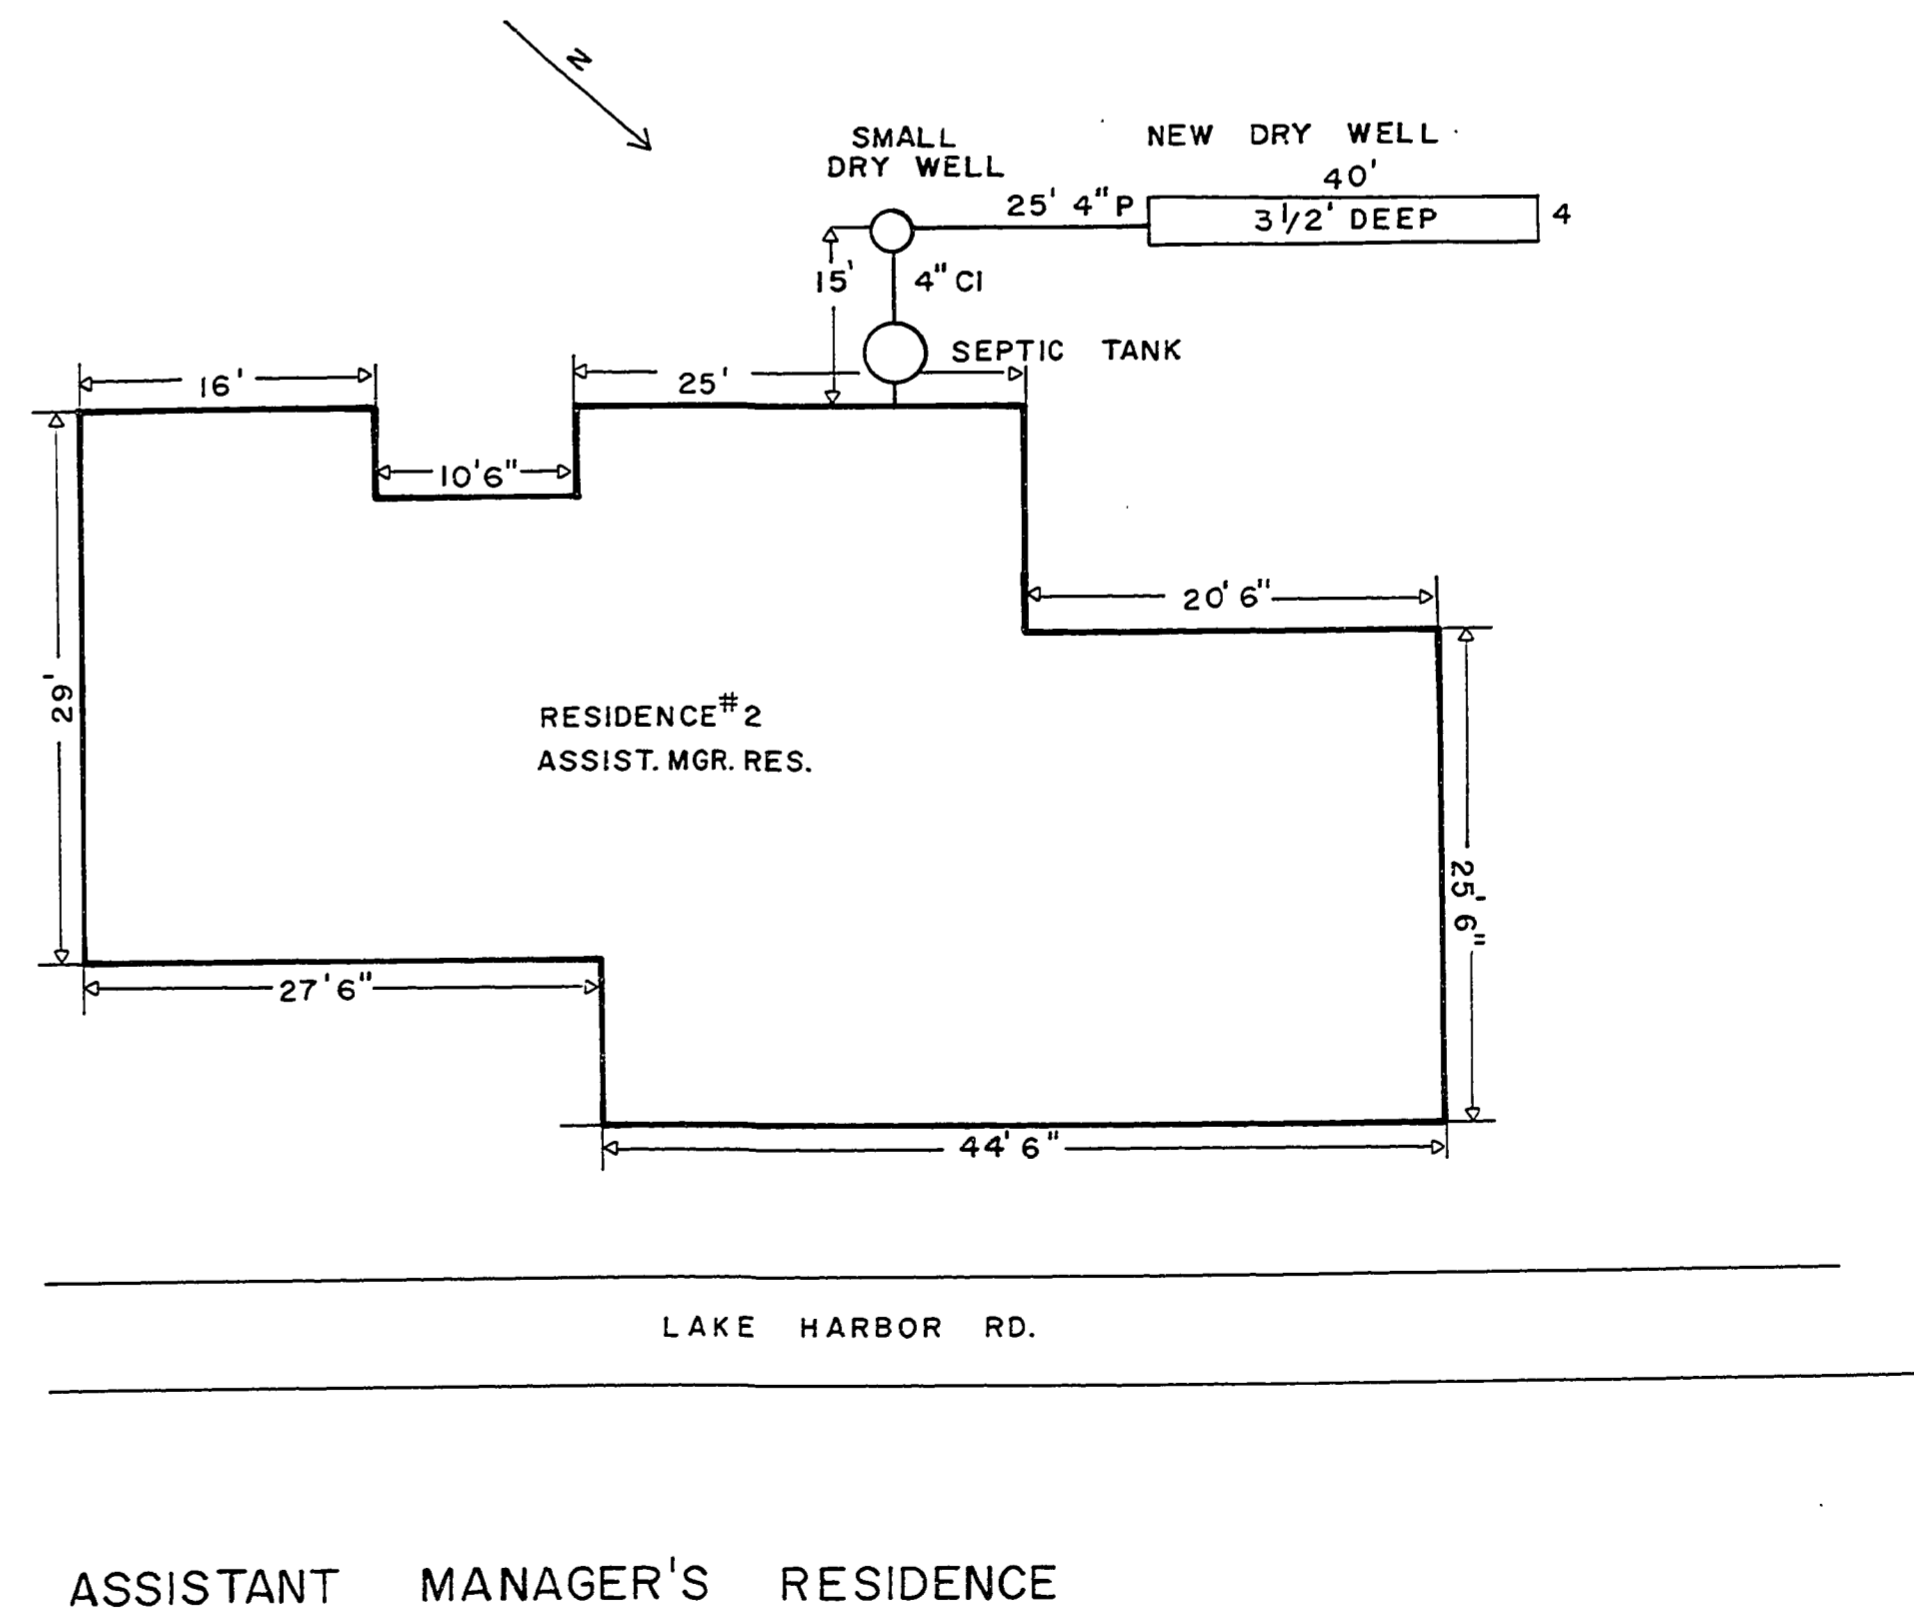 N
SMALL
DRY WELL
NEW DRY WELL
40'
25' 4"P
3 1/2' DEEP
4
15'
4" CI
SEPTIC TANK
16'
25'
10'6"
20' 6"
29'
RESIDENCE #2
ASSIST. MGR. RES.
25' 6"
27'6"
44' 6"
LAKE HARBOR RD.
ASSISTANT MANAGER'S RESIDENCE